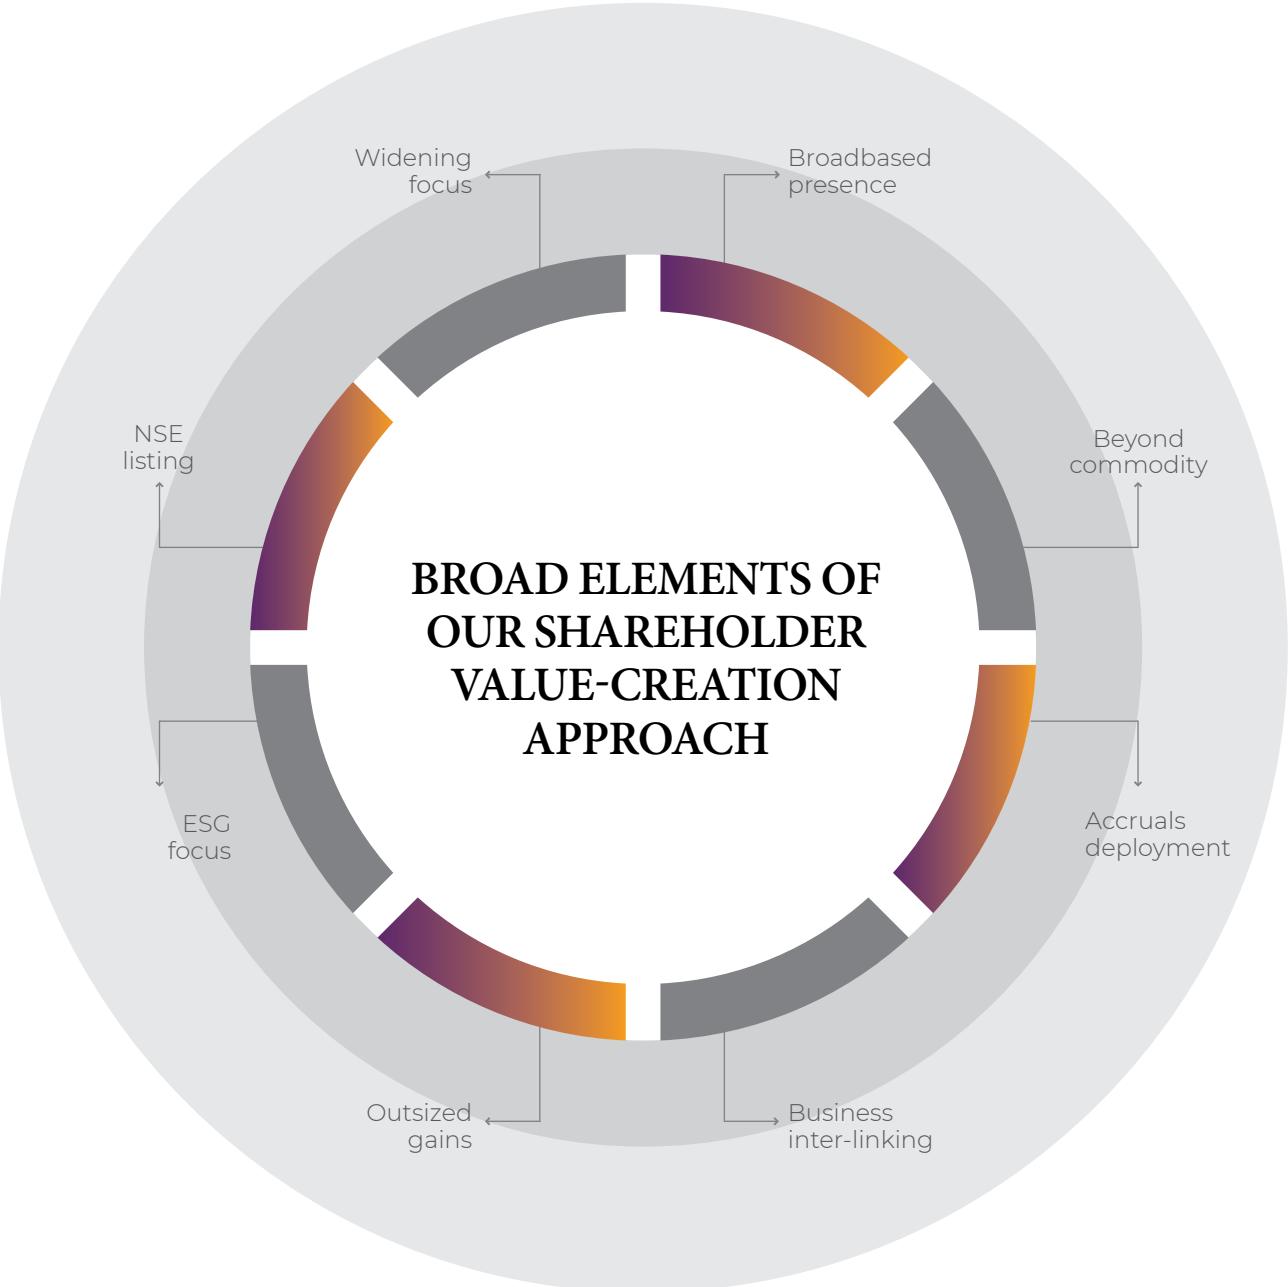 Widening
focus
Broadbased
presence
NSE
listing
Beyond
commodity
BROAD ELEMENTS OF
OUR SHAREHOLDER
VALUE-CREATION
APPROACH
ESG
focus
Accruals
deployment
Outsized
gains
Business
inter-linking